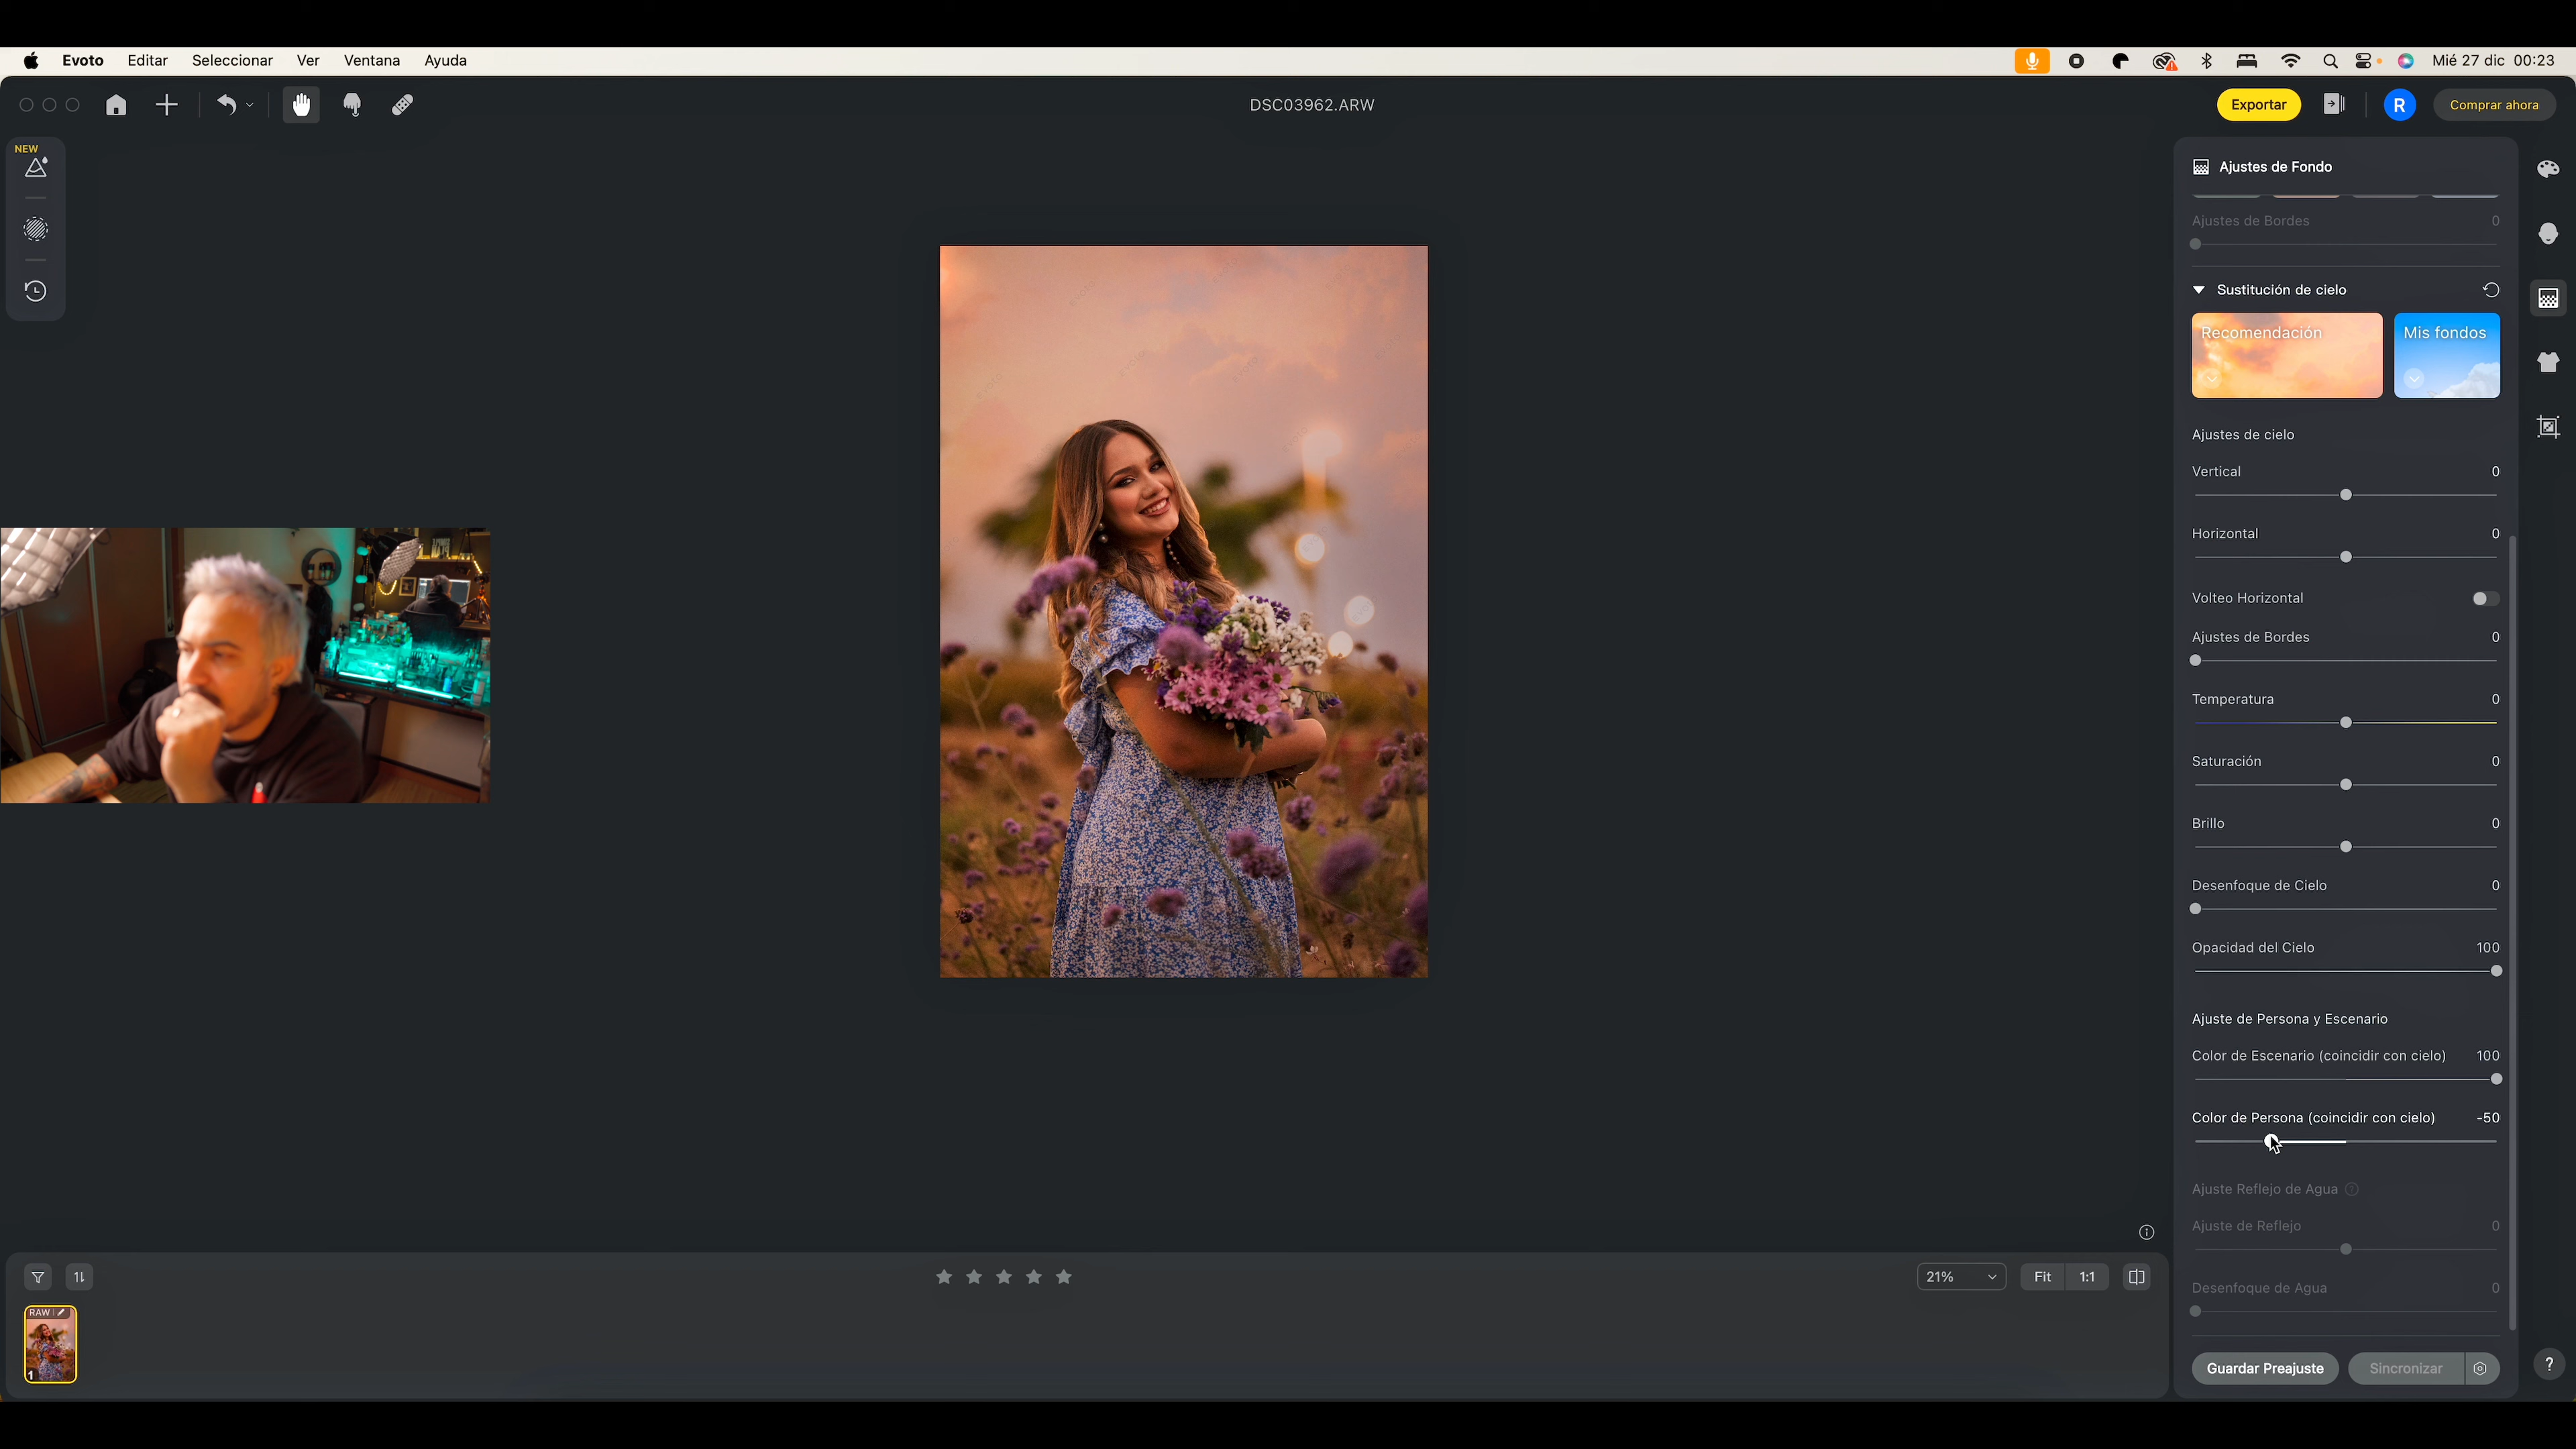 Evoto Editar Seleccionar Ver Ventana Ayuda Mié 27 dic 00:23
DSC03962.ARW
Exportar
R
Comprar ahora
NEW
Ajustes de Fondo
Ajustes de Bordes 0
Sustitución de cielo
Recomendación
Mis fondos
Ajustes de cielo
Vertical 0
Horizontal 0
Volteo Horizontal
Ajustes de Bordes 0
Temperatura 0
Saturación 0
Brillo 0
Desenfoque de Cielo 0
Opacidad del Cielo 100
Ajuste de Persona y Escenario
Color de Escenario (coincidir con cielo) 100
Color de Persona (coincidir con cielo) -50
Ajuste Reflejo de Agua ?
Ajuste de Reflejo 0
Desenfoque de Agua 0
Guardar Preajuste
Sincronizar
?
21%
Fit
1:1
RAW
1